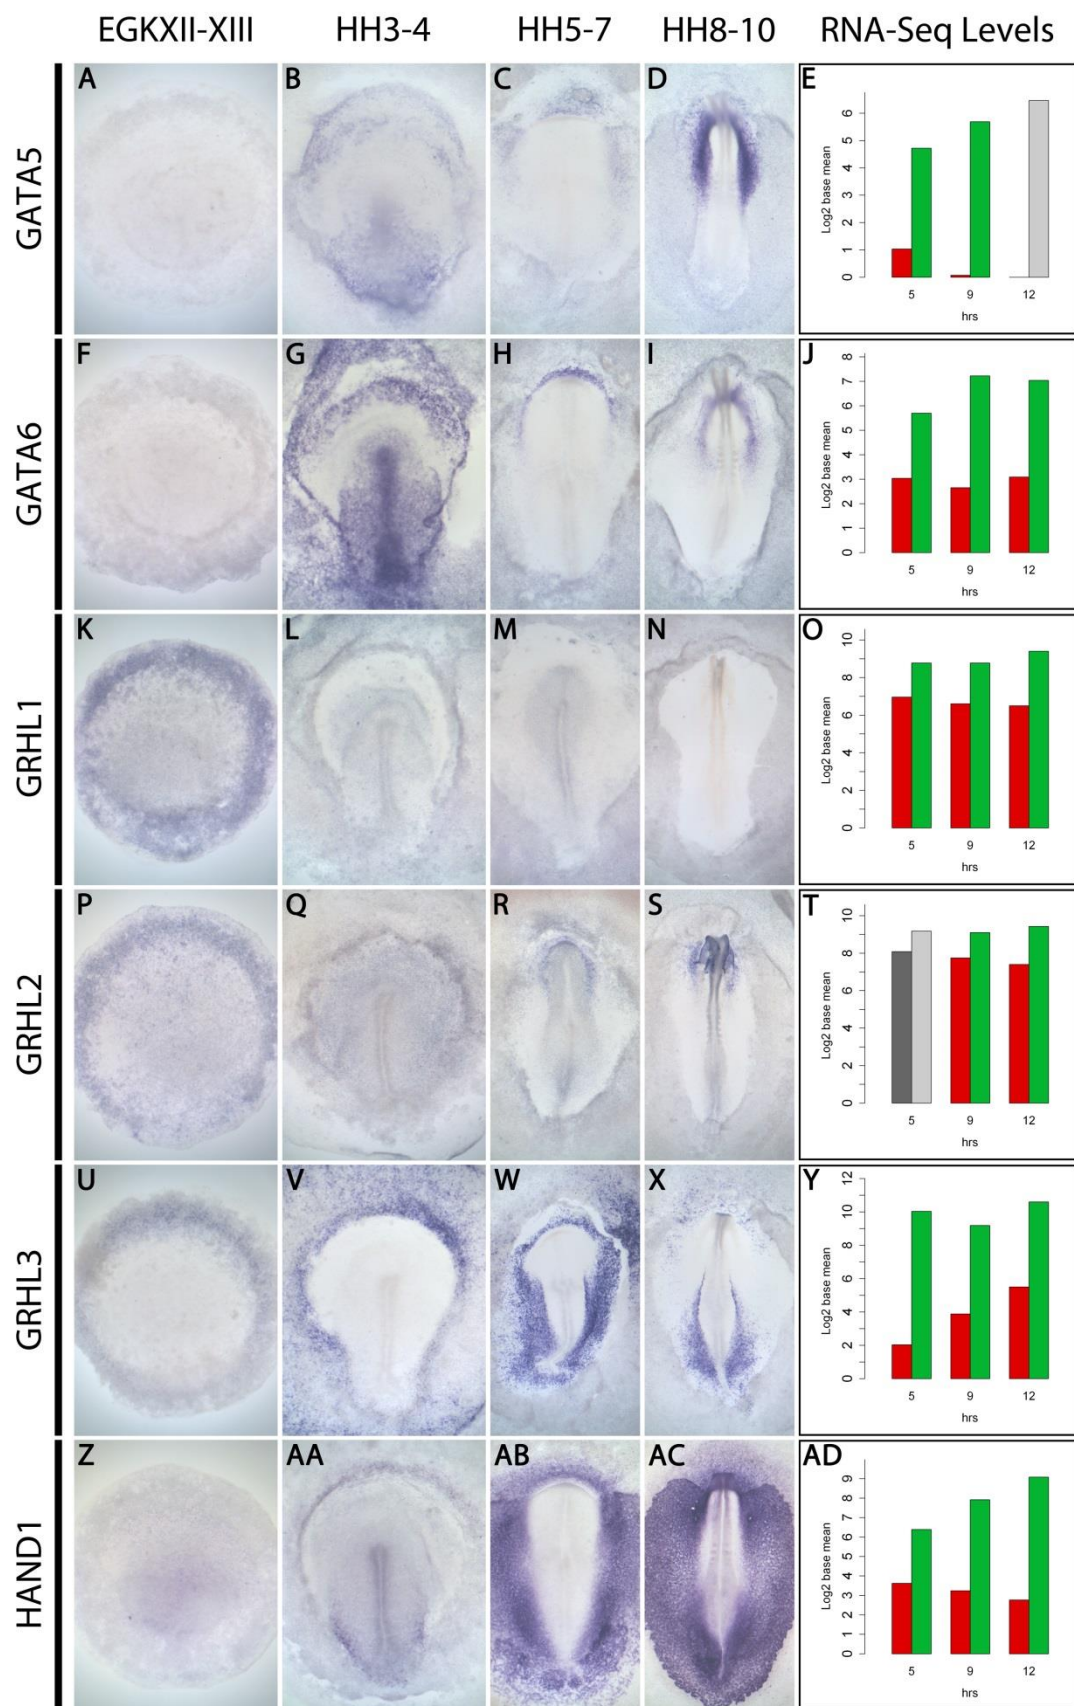 EGKXII-XIII HH3-4 HH5-7 HH8-10 RNA-Seq Levels
GATA5
A B C D E
Log2 base mean
6
5
4
3
2
1
0
5 9 12
hrs
GATA6
F G H I J
Log2 base mean
8
7
6
5
4
3
2
1
0
5 9 12
hrs
GRHL1
K L M N O
Log2 base mean
10
8
6
4
2
0
5 9 12
hrs
GRHL2
P Q R S T
Log2 base mean
10
8
6
4
2
0
5 9 12
hrs
GRHL3
U V W X Y
Log2 base mean
12
10
8
6
4
2
0
5 9 12
hrs
HAND1
Z AA AB AC AD
Log2 base mean
9
7
6
5
4
3
2
1
0
5 9 12
hrs